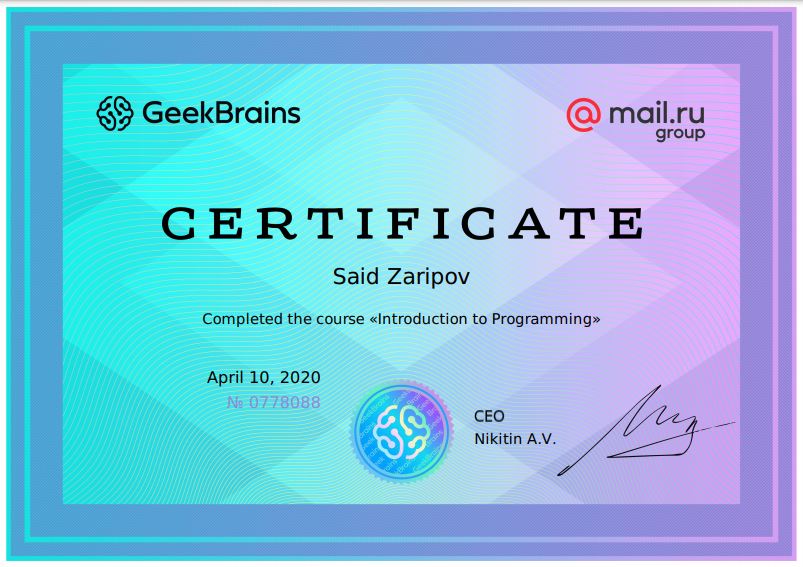 GeekBrains
@mail.ru
group
CERTIFICATE
Said Zaripov
Completed the course «Introduction to Programming»
April 10, 2020
№ 0778088
CEO
Nikitin A.V.